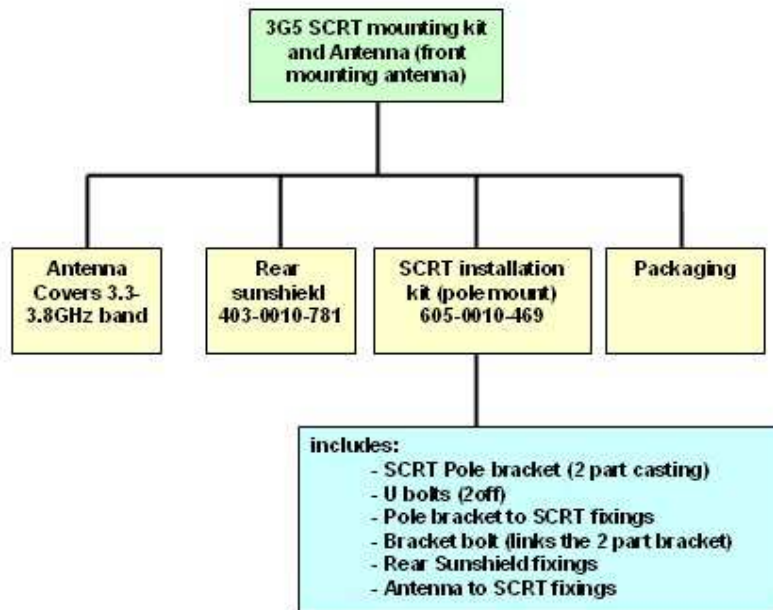 3G5 SCRT mounting kit
and Antenna (front
mounting antenna)
Antenna
Covers 3.3-
3.8GHz band
Rear
sunshield
403-0010-781
SCRT installation
kit (pole mount)
605-0010-469
Packaging
includes:
- SCRT Pole bracket (2 part casting)
- U bolts (2off)
- Pole bracket to SCRT fixings
- Bracket bolt (links the 2 part bracket)
- Rear Sunshield fixings
- Antenna to SCRT fixings